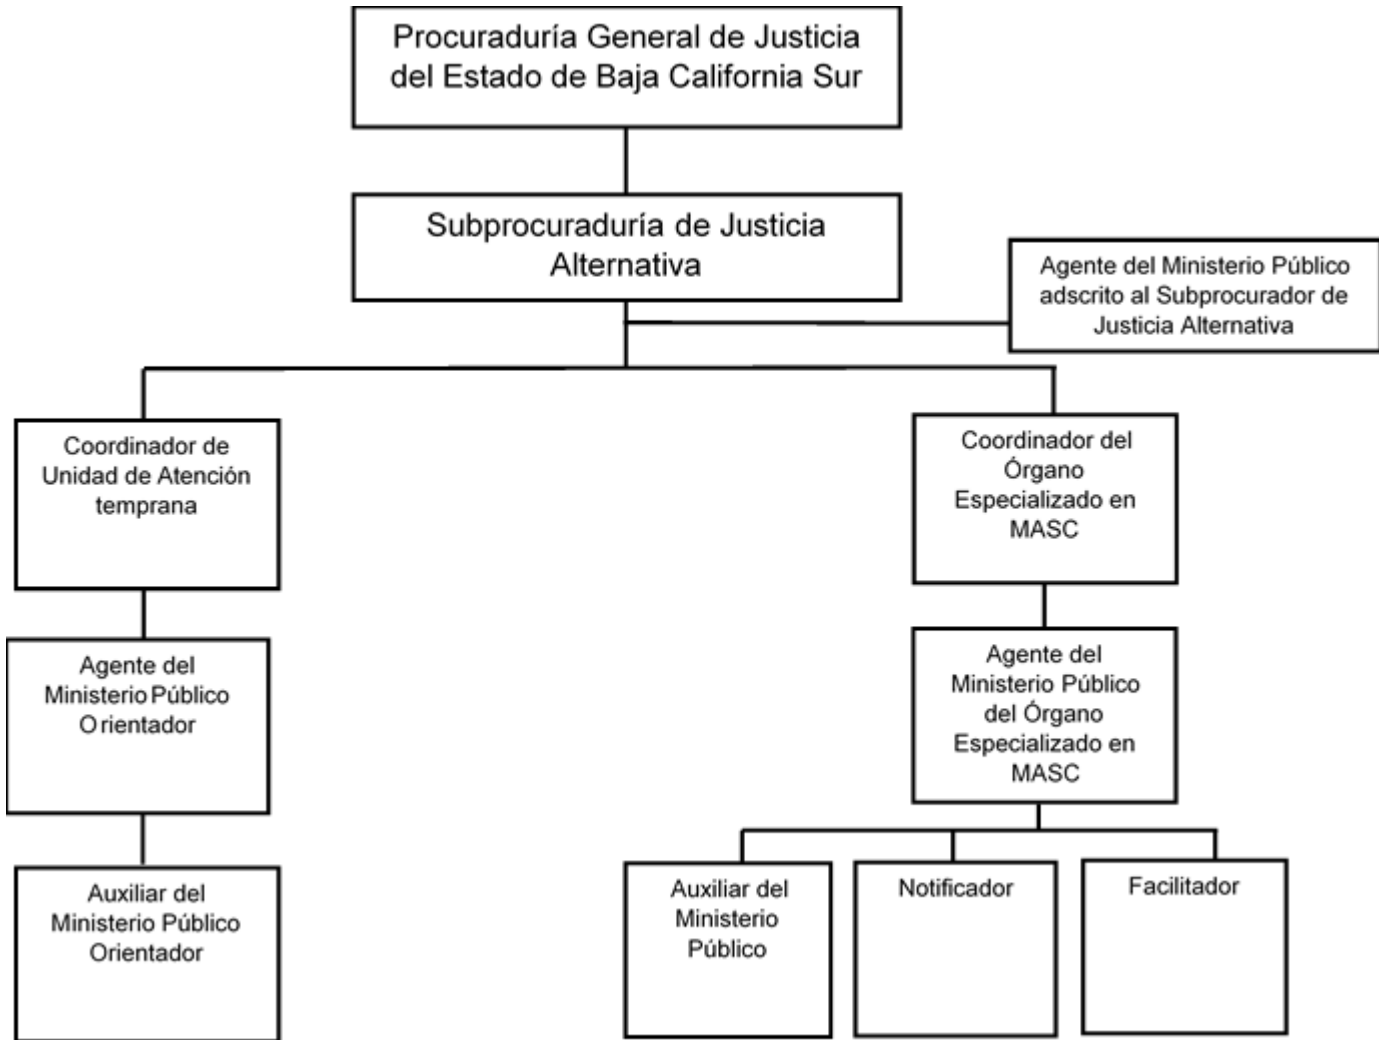 Procuraduría General de Justicia
del Estado de Baja California Sur
Subprocuraduría de Justicia
Alternativa
Agente del Ministerio Público
adscrito al Subprocurador de
Justicia Alternativa
Coordinador de
Unidad de Atención
temprana
Coordinador del
Órgano
Especializado en
MASC
Agente del
Ministerio Público
Orientador
Agente del
Ministerio Público
del Órgano
Especializado en
MASC
Auxiliar del
Ministerio Público
Orientador
Auxiliar del
Ministerio
Público
Notificador
Facilitador